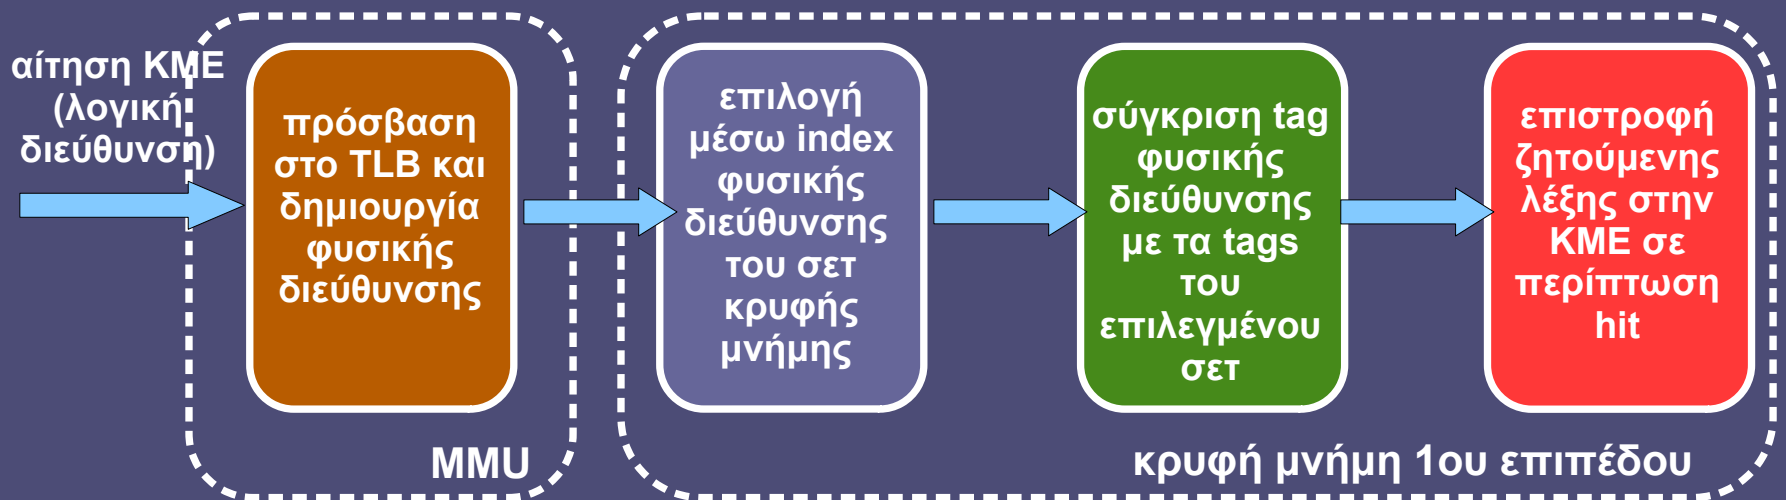 αίτηση ΚΜΕ
(λογική
διεύθυνση)
πρόσβαση
στο TLB και
δημιουργία
φυσικής
διεύθυνσης
MMU
επιλογή
μέσω index
φυσικής
διεύθυνσης
του σετ
κρυφής
μνήμης
σύγκριση tag
φυσικής
διεύθυνσης
με τα tags
του
επιλεγμένου
σετ
επιστροφή
ζητούμενης
λέξης στην
ΚΜΕ σε
περίπτωση
hit
κρυφή μνήμη 1ου επιπέδου